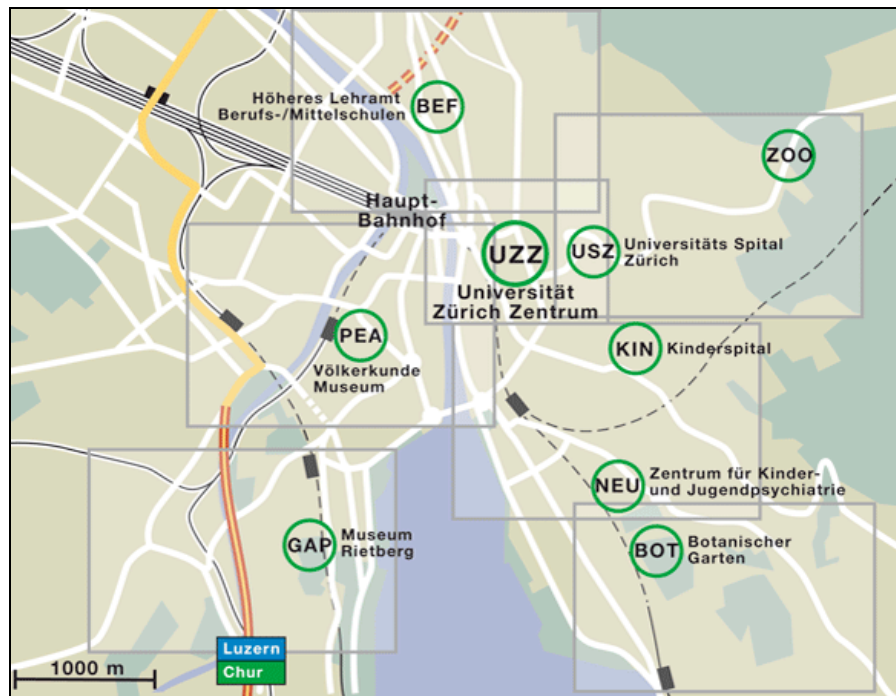 Höheres Lehramt
Berufs-/Mittelschulen
BEF
ZOO
Haupt-
Bahnhof
UZZ
Universität
Zürich Zentrum
USZ
Universitäts Spital
Zürich
PEA
Völkerkunde
Museum
KIN
Kinderspital
NEU
Zentrum für Kinder-
und Jugendpsychiatrie
GAP
Museum
Rietberg
BOT
Botanischer
Garten
Luzern
Chur
1000 m